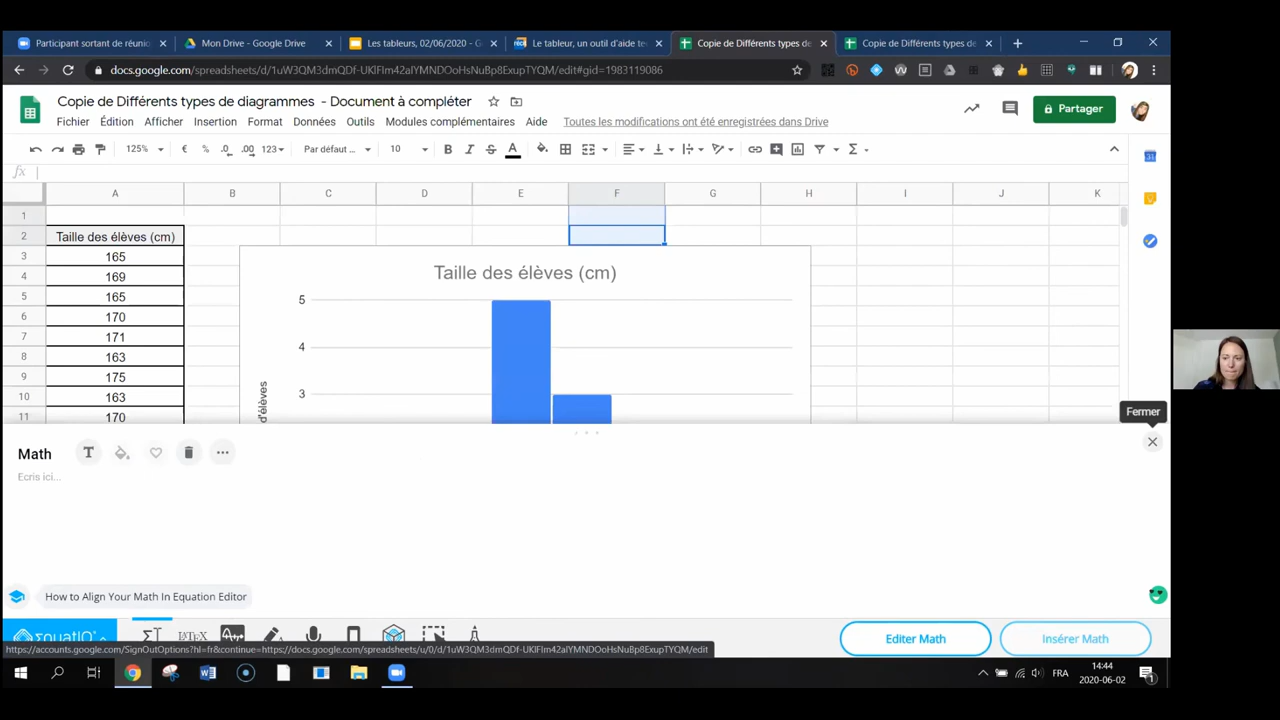 Participant sortant de réunio
Mon Drive - Google Drive
Les tableurs, 02/06/2020 - G
Le tableur, un outil d'aide te
Copie de Différents types de
Copie de Différents types de
docs.google.com/spreadsheets/d/1uW3QM3dmQDf-UKlFIm42alYMNDOoHsNuBp8ExupTYQM/edit#gid=1983119086
Copie de Différents types de diagrammes - Document à compléter
Partager
Fichier Édition Afficher Insertion Format Données Outils Modules complémentaires Aide Toutes les modifications ont été enregistrées dans Drive
125% € % .0 .00 123 Par défaut ... 10 B I S A Σ
fx
A B C D E F G H I J K
1
2 Taille des élèves (cm)
3 165
4 169
5 165
6 170
7 171
8 163
9 175
10 163
11 170
Taille des élèves (cm)
5
4
3
d'élèves
Fermer
Math T
Ecris ici...
How to Align Your Math In Equation Editor
EquatIO
LATEX
Editer Math
Insérer Math
https://accounts.google.com/SignOutOptions?hl=fr&continue=https://docs.google.com/spreadsheets/u/0/d/1uW3QM3dmQDf-UKlFIm42alYMNDOoHsNuBp8ExupTYQM/edit
FRA
14:44
2020-06-02
1